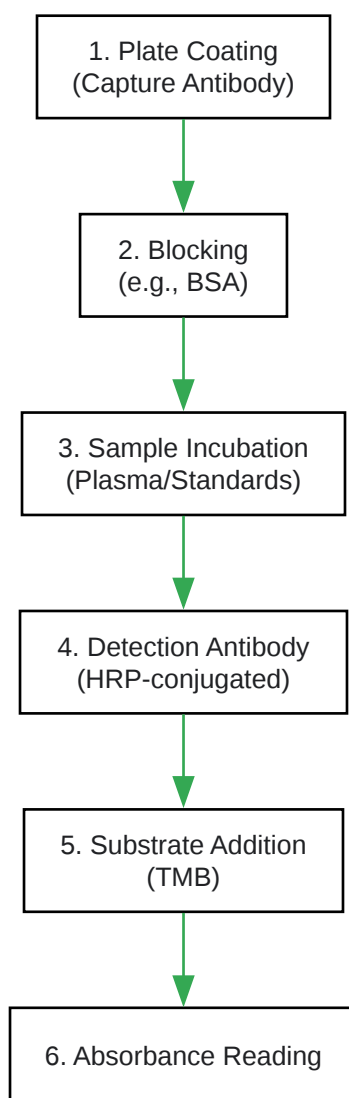 1. Plate Coating
(Capture Antibody)
2. Blocking
(e.g., BSA)
3. Sample Incubation
(Plasma/Standards)
4. Detection Antibody
(HRP-conjugated)
5. Substrate Addition
(TMB)
6. Absorbance Reading